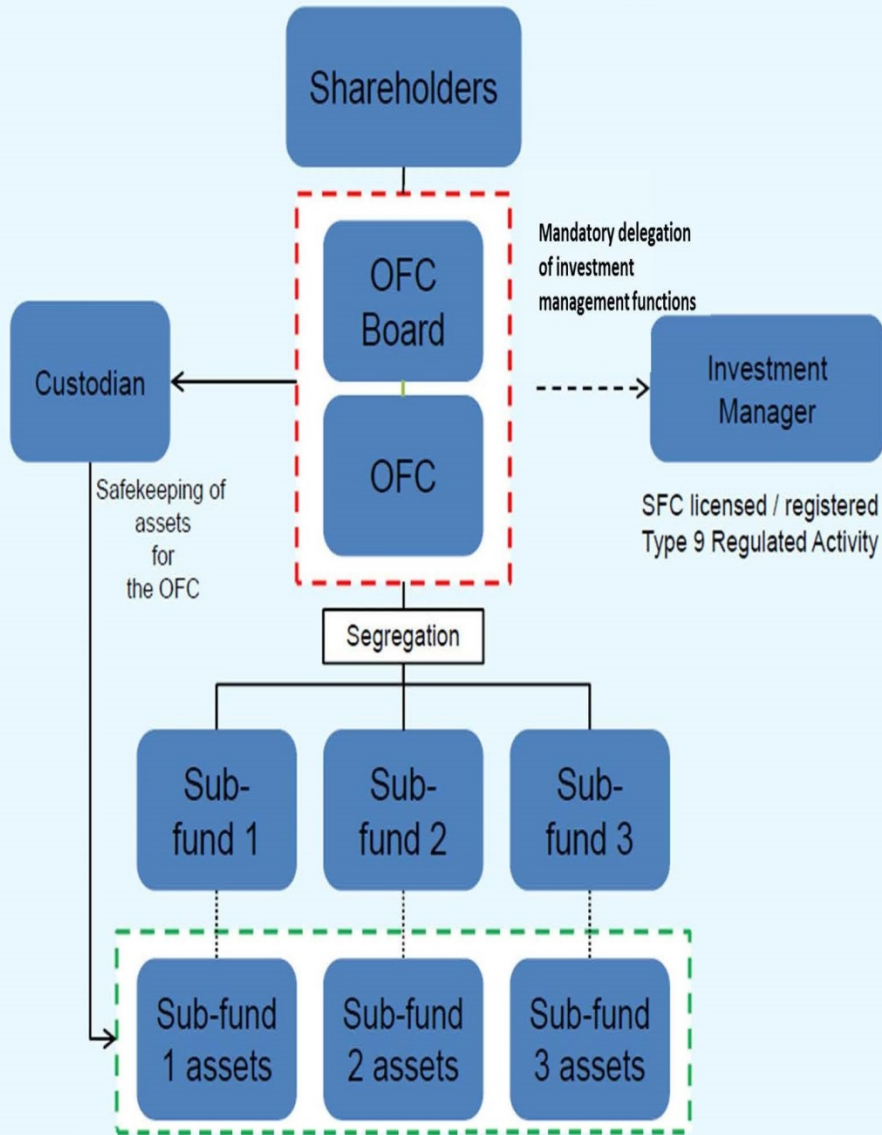 Shareholders
OFC
Board
Mandatory delegation
of investment
management functions
Custodian
Investment
Manager
OFC
Safekeeping of
assets
for
the OFC
SFC licensed / registered
Type 9 Regulated Activity
Segregation
Sub-
fund 1
Sub-
fund 2
Sub-
fund 3
Sub-fund
1 assets
Sub-fund
2 assets
Sub-fund
3 assets